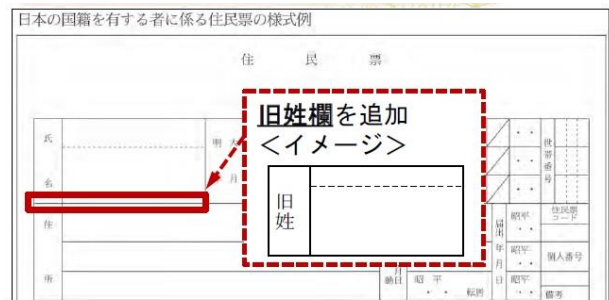 日本の国籍を有する者に係る住民票の様式例
住 民 票
旧姓欄を追加
<イメージ>
旧姓
氏名
明 大
月
番号
住所
届出年月日
昭平
住民票コード
昭平
個人番号
昭 平
転居
昭平
備考